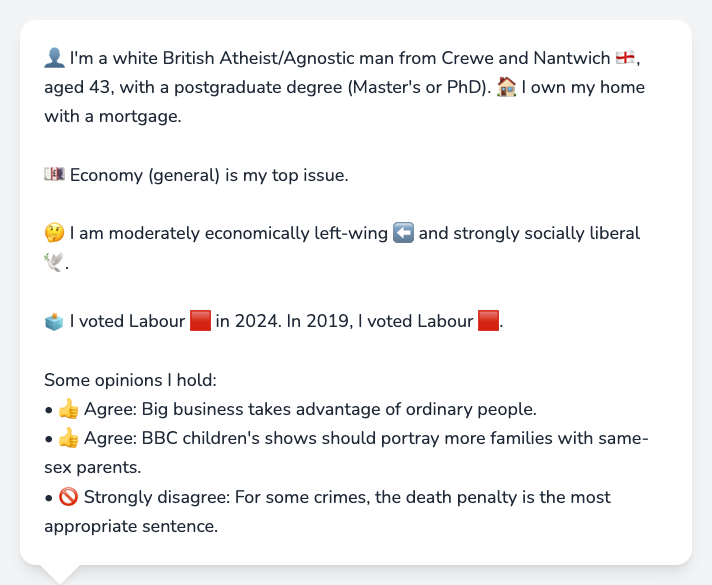 👤 I'm a white British Atheist/Agnostic man from Crewe and Nantwich 🏴󠁧󠁢󠁥󠁮󠁧󠁿,
aged 43, with a postgraduate degree (Master's or PhD). 🏠 I own my home
with a mortgage.
💷 Economy (general) is my top issue.
🤔 I am moderately economically left-wing ⬅️ and strongly socially liberal
🕊️.
🗳️ I voted Labour 🟥 in 2024. In 2019, I voted Labour 🟥.
Some opinions I hold:
• 👍 Agree: Big business takes advantage of ordinary people.
• 👍 Agree: BBC children's shows should portray more families with same-
sex parents.
• 🚫 Strongly disagree: For some crimes, the death penalty is the most
appropriate sentence.